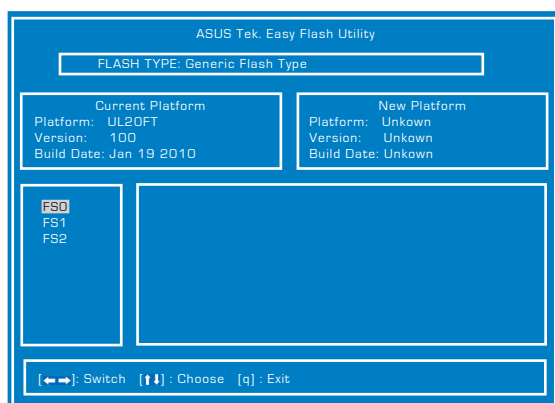 ASUS Tek. Easy Flash Utility
FLASH TYPE: Generic Flash Type
Current Platform
Platform: UL20FT
Version: 100
Build Date: Jan 19 2010
New Platform
Platform: Unkown
Version: Unkown
Build Date: Unkown
FS0
FS1
FS2
[←→]: Switch [↑↓] : Choose [q] : Exit